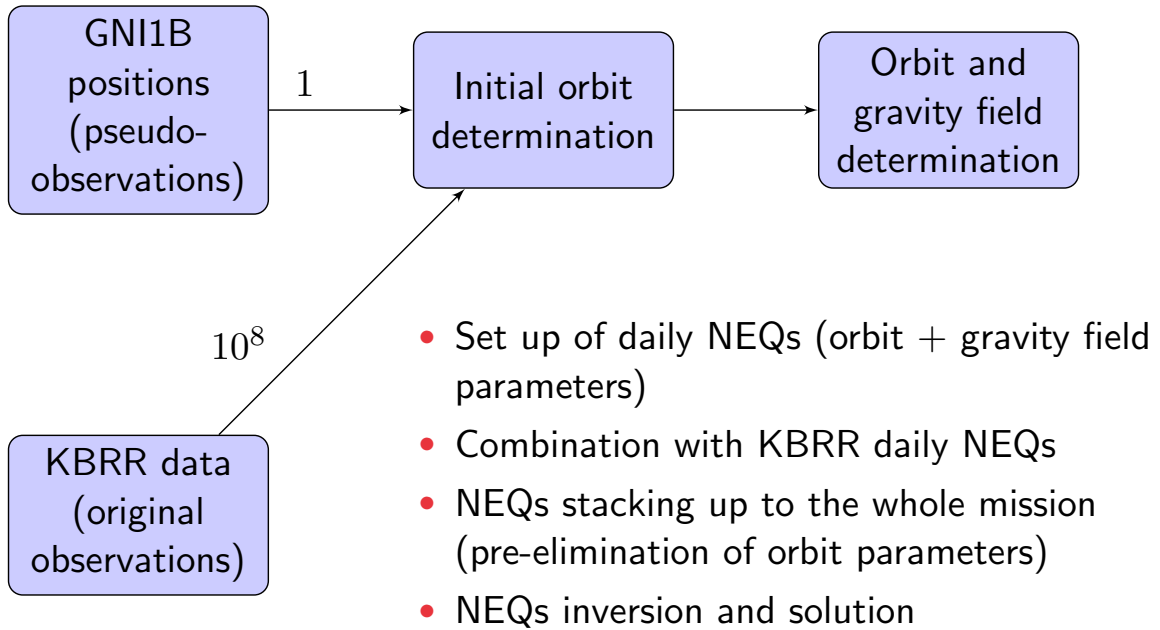 GNI1B
positions
(pseudo-
observations)
1
Initial orbit
determination
Orbit and
gravity field
determination
10⁸
KBRR data
(original
observations)
• Set up of daily NEQs (orbit + gravity field
parameters)
• Combination with KBRR daily NEQs
• NEQs stacking up to the whole mission
(pre-elimination of orbit parameters)
• NEQs inversion and solution